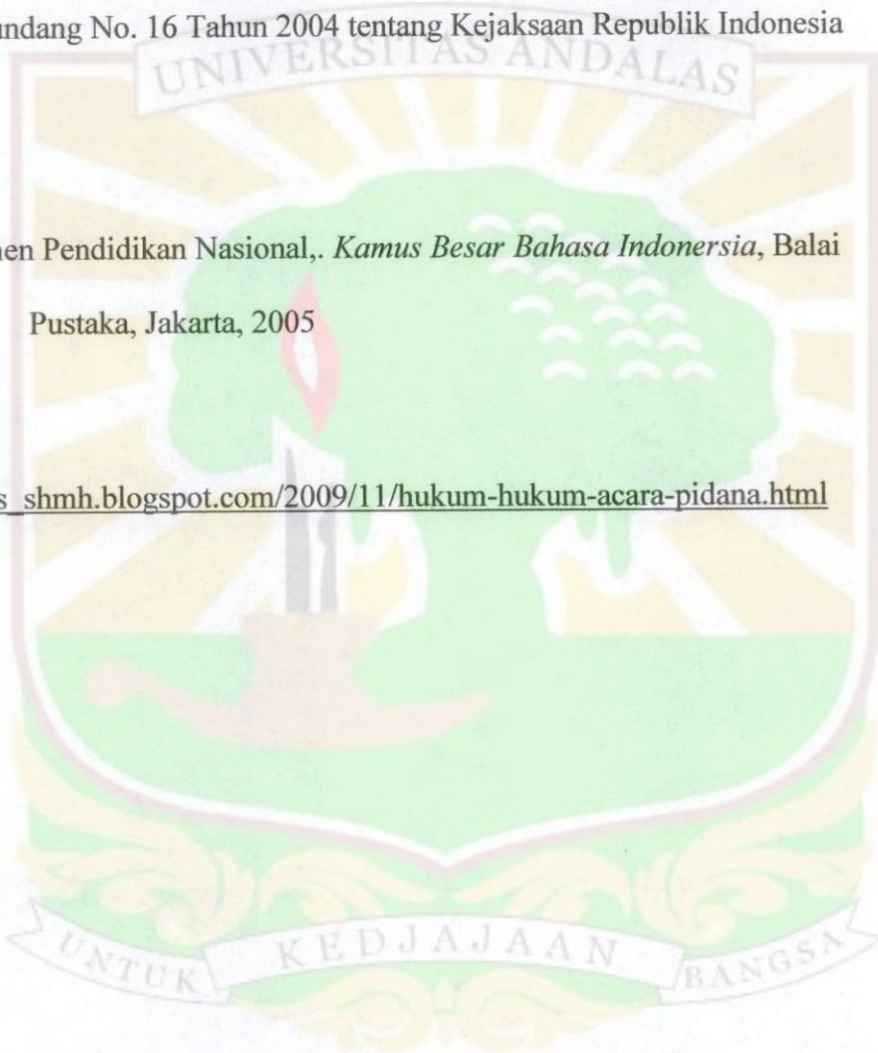 ndang No. 16 Tahun 2004 tentang Kejaksaan Republik Indonesia
UNIVERSITAS ANDALAS
en Pendidikan Nasional,. Kamus Besar Bahasa Indonersia, Balai
Pustaka, Jakarta, 2005
s_shmh.blogspot.com/2009/11/hukum-hukum-acara-pidana.html
UNTUK KEDJAJAAN BANGSA